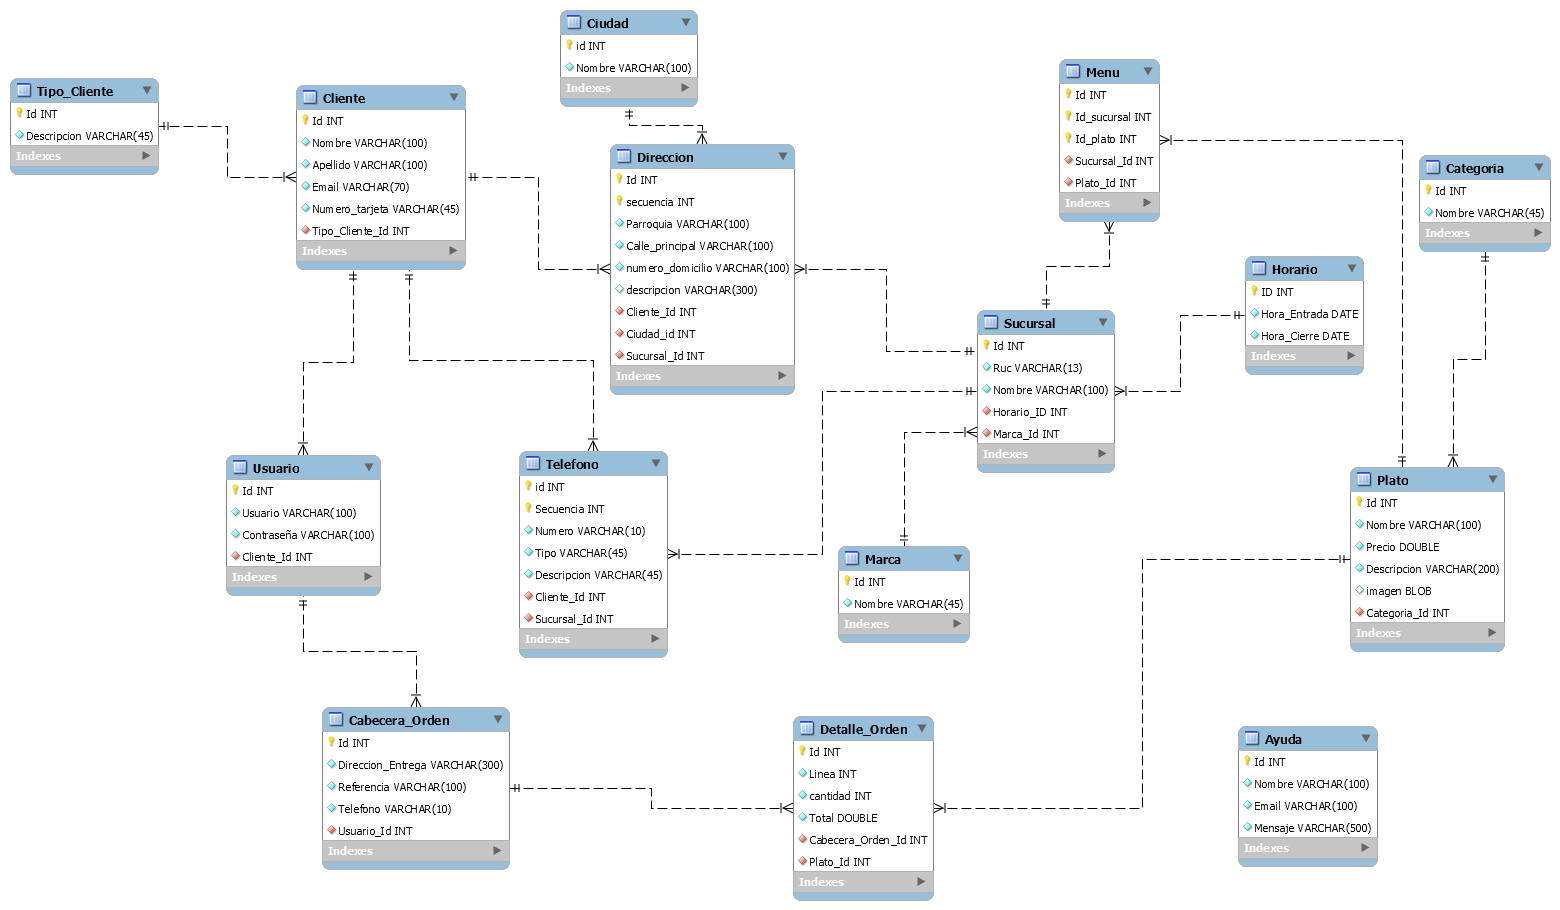 Ciudad
id INT
Nombre VARCHAR(100)
Indexes
Tipo_Cliente
Id INT
Descripcion VARCHAR(45)
Indexes
Cliente
Id INT
Nombre VARCHAR(100)
Apellido VARCHAR(100)
Email VARCHAR(70)
Numero_tarjeta VARCHAR(45)
Tipo_Cliente_Id INT
Indexes
Direccion
Id INT
secuencia INT
Parroquia VARCHAR(100)
Calle_principal VARCHAR(100)
numero_domicilio VARCHAR(100)
descripcion VARCHAR(300)
Cliente_Id INT
Ciudad_id INT
Sucursal_Id INT
Indexes
Menu
Id INT
Id_sucursal INT
Id_plato INT
Sucursal_Id INT
Plato_Id INT
Indexes
Categoria
Id INT
Nombre VARCHAR(45)
Indexes
Horario
ID INT
Hora_Entrada DATE
Hora_Cierre DATE
Indexes
Sucursal
Id INT
Ruc VARCHAR(13)
Nombre VARCHAR(100)
Horario_ID INT
Marca_Id INT
Indexes
Usuario
Id INT
Usuario VARCHAR(100)
Contraseña VARCHAR(100)
Cliente_Id INT
Indexes
Telefono
id INT
Secuencia INT
Numero VARCHAR(10)
Tipo VARCHAR(45)
Descripcion VARCHAR(45)
Cliente_Id INT
Sucursal_Id INT
Indexes
Marca
Id INT
Nombre VARCHAR(45)
Indexes
Plato
Id INT
Nombre VARCHAR(100)
Precio DOUBLE
Descripcion VARCHAR(200)
imagen BLOB
Categoria_Id INT
Indexes
Cabecera_Orden
Id INT
Direccion_Entrega VARCHAR(300)
Referencia VARCHAR(100)
Telefono VARCHAR(10)
Usuario_Id INT
Indexes
Detalle_Orden
Id INT
Linea INT
cantidad INT
Total DOUBLE
Cabecera_Orden_Id INT
Plato_Id INT
Indexes
Ayuda
Id INT
Nombre VARCHAR(100)
Email VARCHAR(100)
Mensaje VARCHAR(500)
Indexes